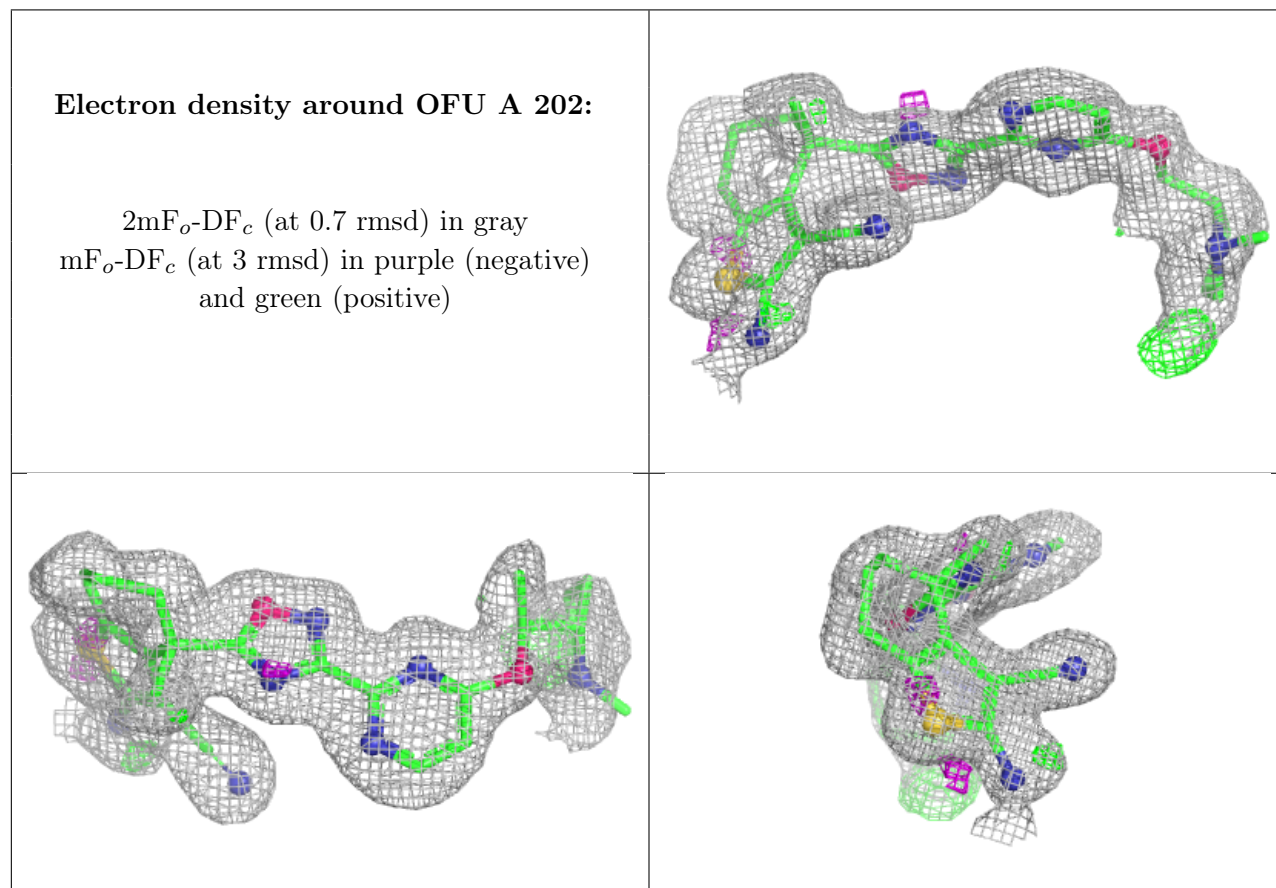 Electron density around OFU A 202:
2mFo-DFc (at 0.7 rmsd) in gray
mFo-DFc (at 3 rmsd) in purple (negative)
and green (positive)